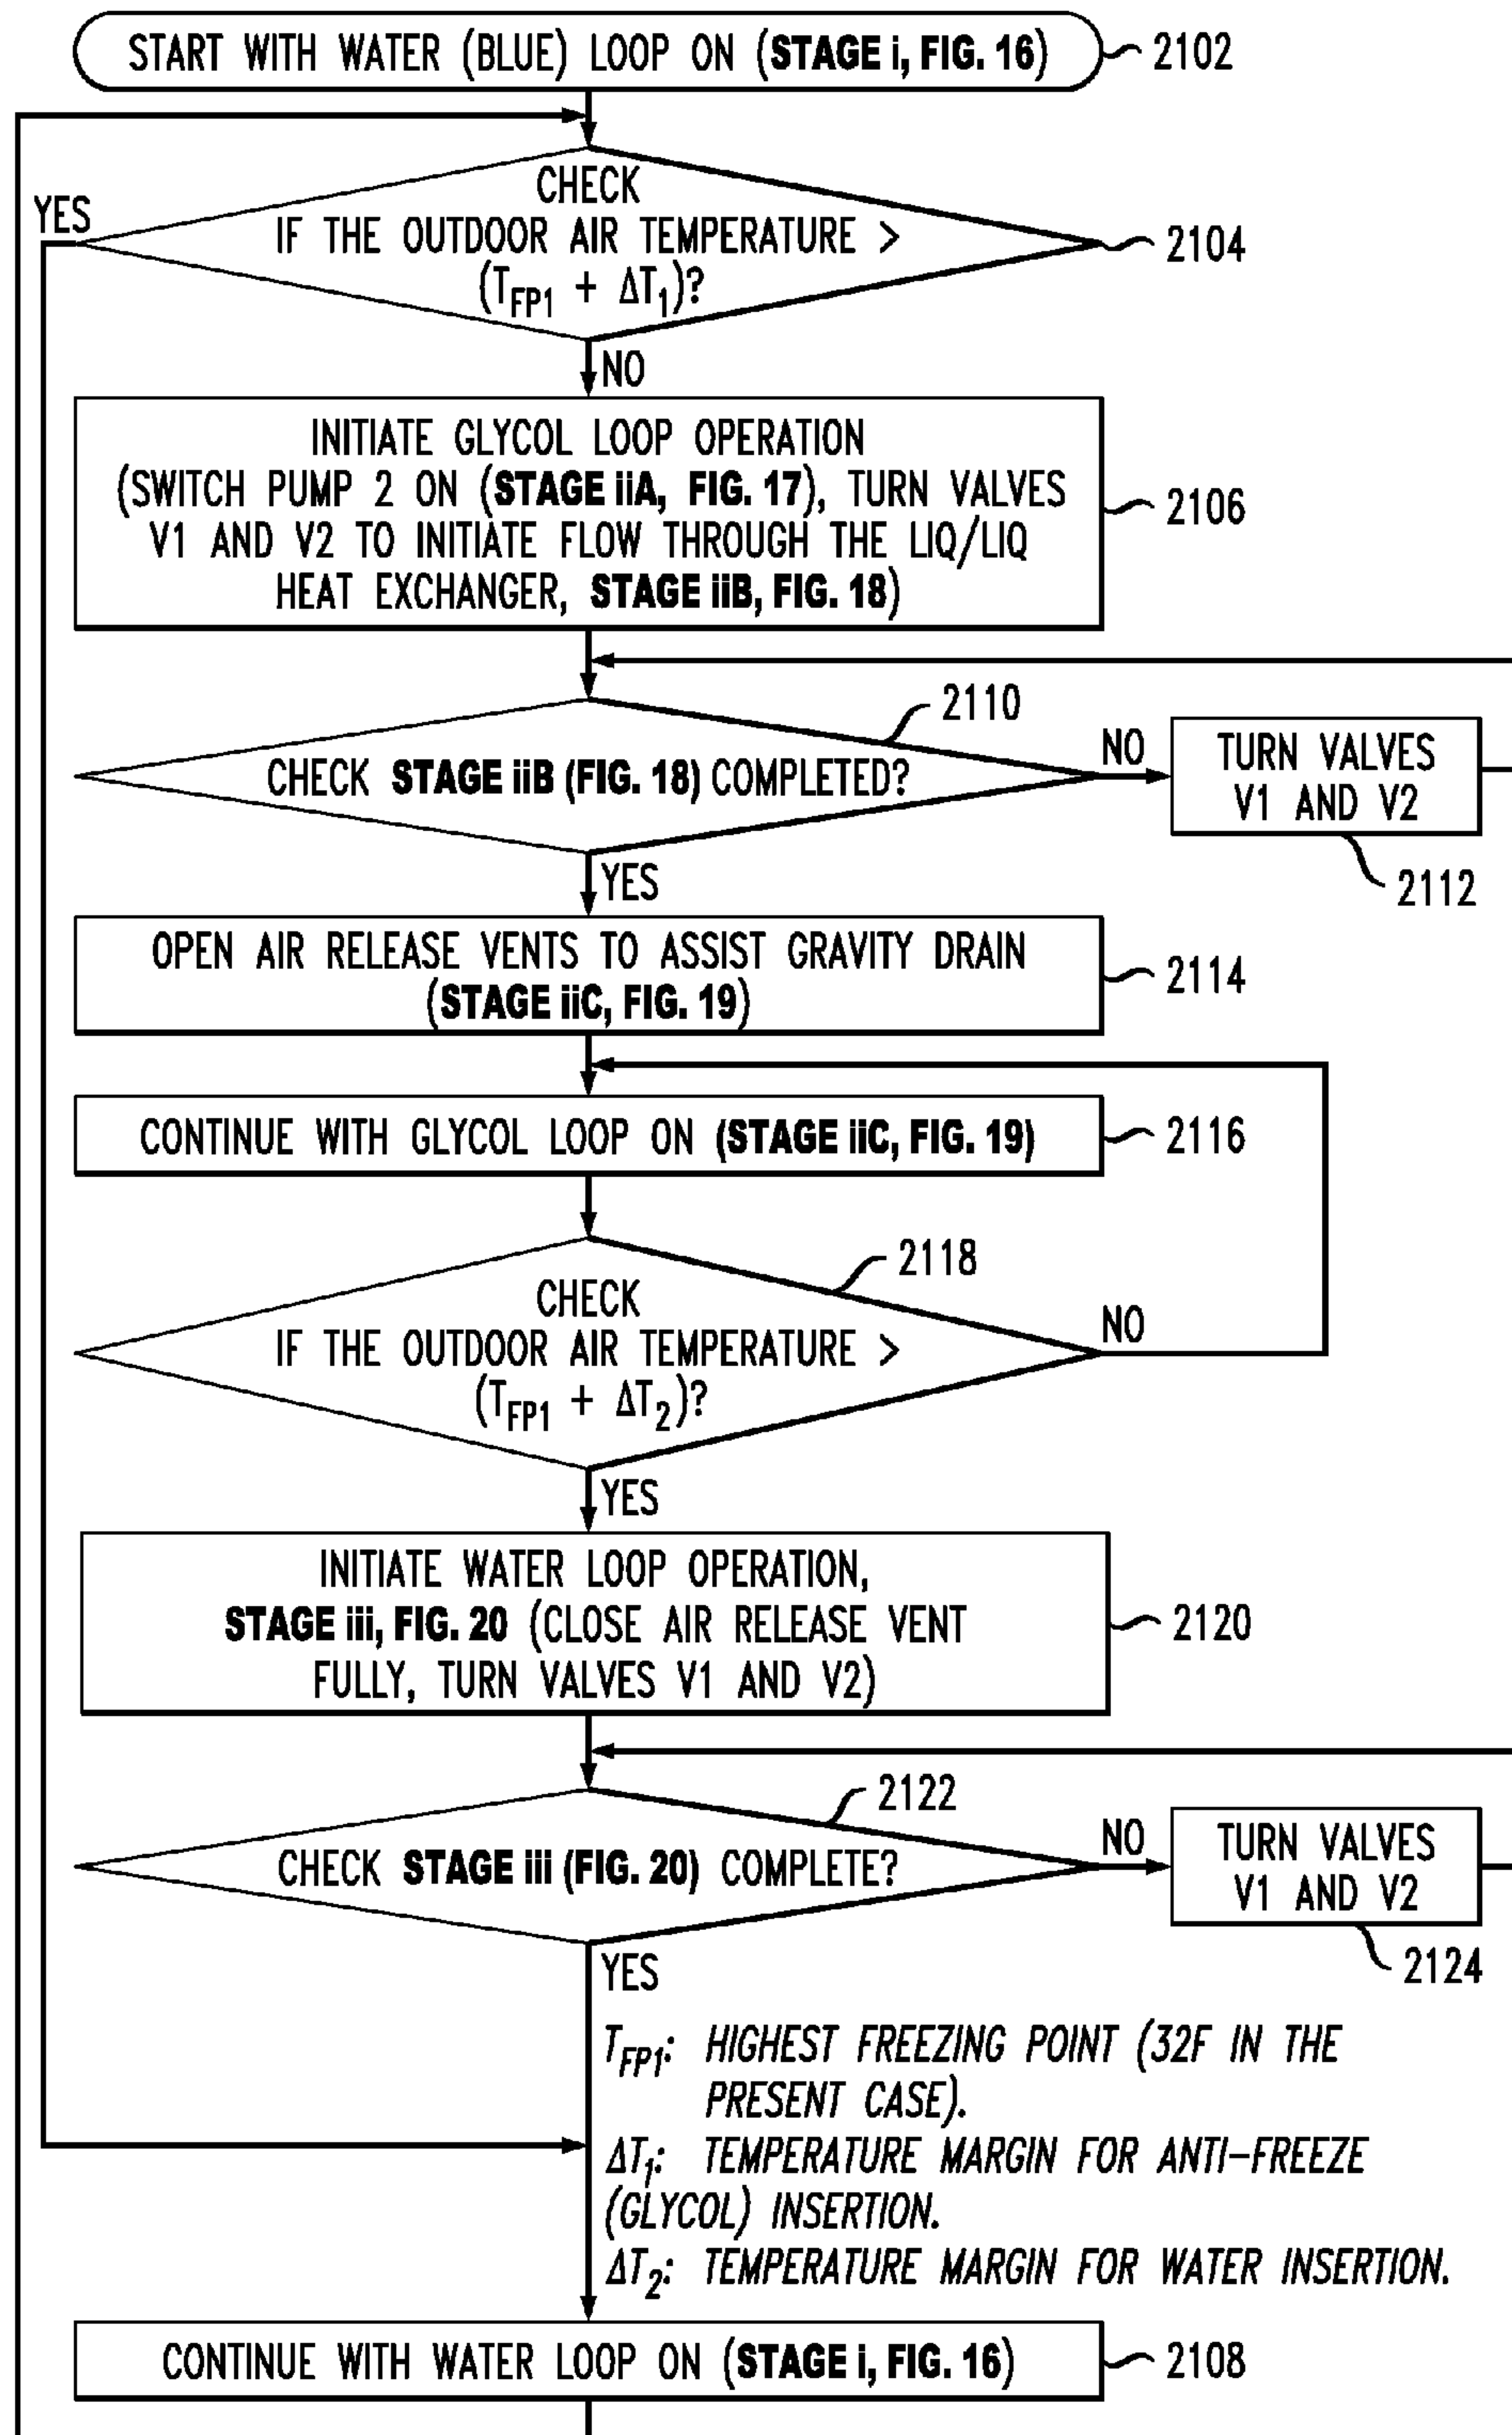 START WITH WATER (BLUE) LOOP ON (STAGE i, FIG. 16)
2102
YES
CHECK
IF THE OUTDOOR AIR TEMPERATURE >
(T_FP1 + ΔT_1)?
2104
NO
INITIATE GLYCOL LOOP OPERATION
(SWITCH PUMP 2 ON (STAGE iiA, FIG. 17), TURN VALVES
V1 AND V2 TO INITIATE FLOW THROUGH THE LIQ/LIQ
HEAT EXCHANGER, STAGE iiB, FIG. 18)
2106
2110
CHECK STAGE iiB (FIG. 18) COMPLETED?
NO
TURN VALVES
V1 AND V2
2112
YES
OPEN AIR RELEASE VENTS TO ASSIST GRAVITY DRAIN
(STAGE iiC, FIG. 19)
2114
CONTINUE WITH GLYCOL LOOP ON (STAGE iiC, FIG. 19)
2116
2118
CHECK
IF THE OUTDOOR AIR TEMPERATURE >
(T_FP1 + ΔT_2)?
NO
YES
INITIATE WATER LOOP OPERATION,
STAGE iii, FIG. 20 (CLOSE AIR RELEASE VENT
FULLY, TURN VALVES V1 AND V2)
2120
2122
CHECK STAGE iii (FIG. 20) COMPLETE?
NO
TURN VALVES
V1 AND V2
2124
YES
T_FP1: HIGHEST FREEZING POINT (32F IN THE
PRESENT CASE).
ΔT_1: TEMPERATURE MARGIN FOR ANTI-FREEZE
(GLYCOL) INSERTION.
ΔT_2: TEMPERATURE MARGIN FOR WATER INSERTION.
CONTINUE WITH WATER LOOP ON (STAGE i, FIG. 16)
2108